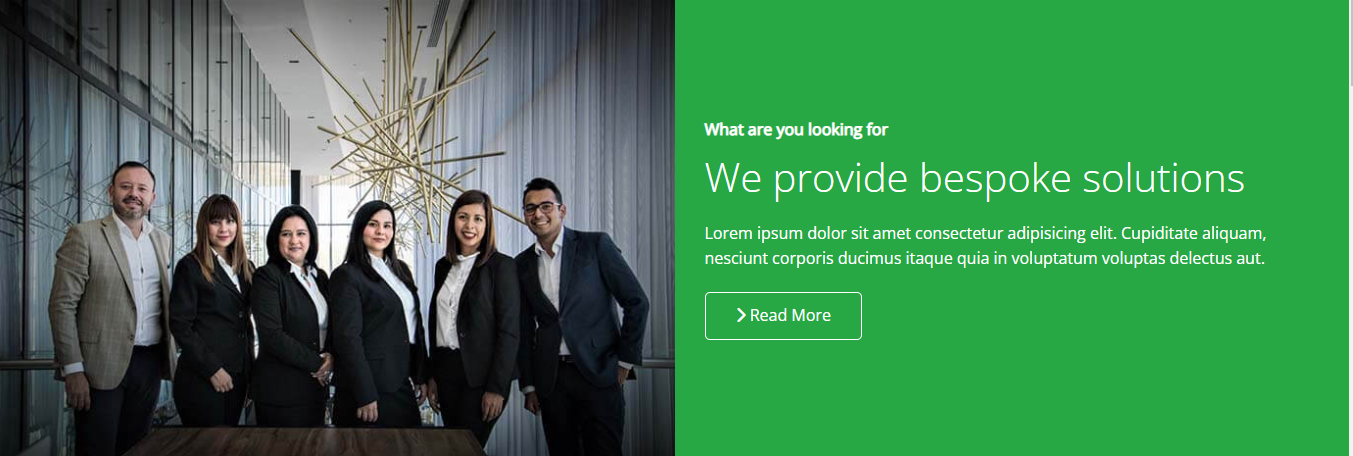 What are you looking for
We provide bespoke solutions
Lorem ipsum dolor sit amet consectetur adipisicing elit. Cupiditate aliquam,
nesciunt corporis ducimus itaque quia in voluptatum voluptas delectus aut.
Read More